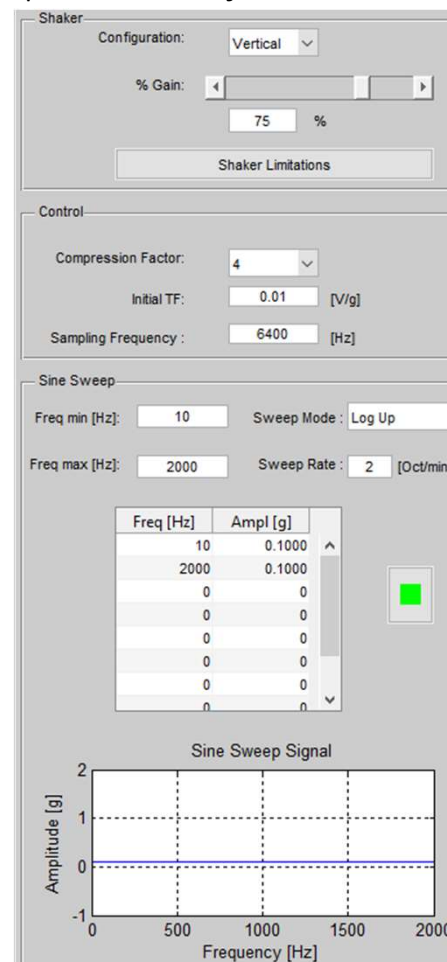 Shaker
Configuration: Vertical
% Gain:
75 %
Shaker Limitations
Control
Compression Factor: 4
Initial TF: 0.01 [V/g]
Sampling Frequency : 6400 [Hz]
Sine Sweep
Freq min [Hz]: 10 Sweep Mode : Log Up
Freq max [Hz]: 2000 Sweep Rate : 2 [Oct/min
Freq [Hz] Ampl [g]
10 0.1000
2000 0.1000
0 0
0 0
0 0
0 0
0 0
0 0
Sine Sweep Signal
2
1
0
-1
Amplitude [g]
0 500 1000 1500 2000
Frequency [Hz]